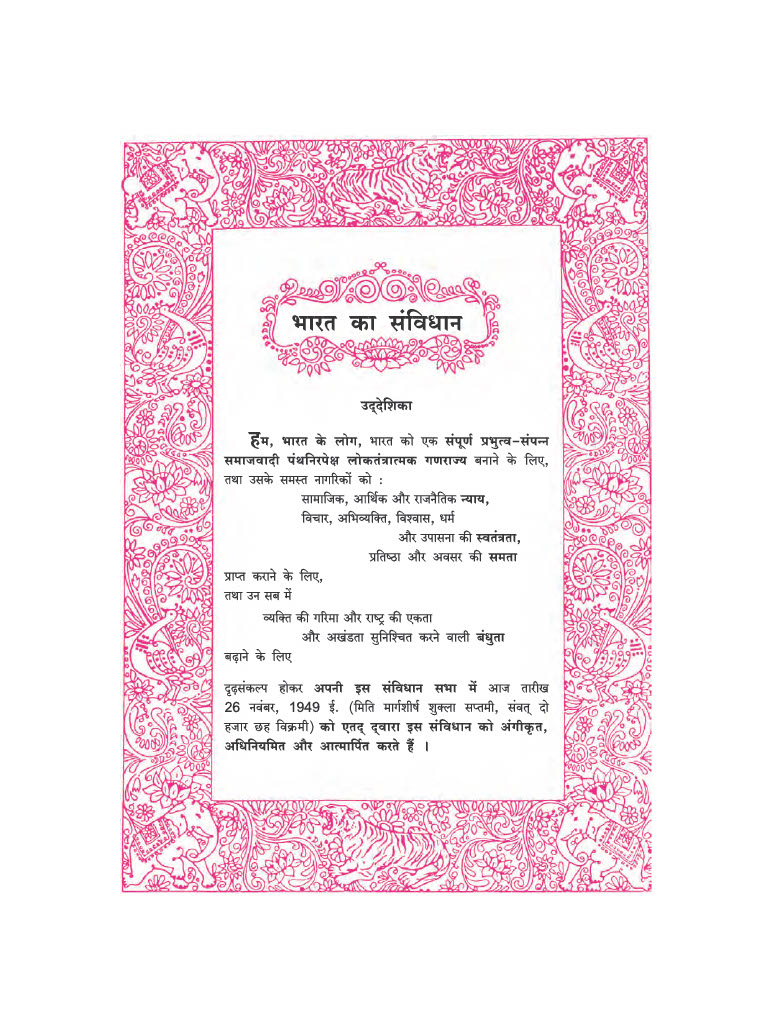 भारत का संविधान
उद्देशिका
हम, भारत के लोग, भारत को एक संपूर्ण प्रभुत्व-संपन्न
समाजवादी पंथनिरपेक्ष लोकतंत्रात्मक गणराज्य बनाने के लिए,
तथा उसके समस्त नागरिकों को :
सामाजिक, आर्थिक और राजनैतिक न्याय,
विचार, अभिव्यक्ति, विश्वास, धर्म
और उपासना की स्वतंत्रता,
प्रतिष्ठा और अवसर की समता
प्राप्त कराने के लिए,
तथा उन सब में
व्यक्ति की गरिमा और राष्ट्र की एकता
और अखंडता सुनिश्चित करने वाली बंधुता
बढ़ाने के लिए
दृढ़संकल्प होकर अपनी इस संविधान सभा में आज तारीख
26 नवंबर, 1949 ई. (मिति मार्गशीर्ष शुक्ला सप्तमी, संवत् दो
हजार छह विक्रमी) को एतद् द्वारा इस संविधान को अंगीकृत,
अधिनियमित और आत्मार्पित करते हैं ।